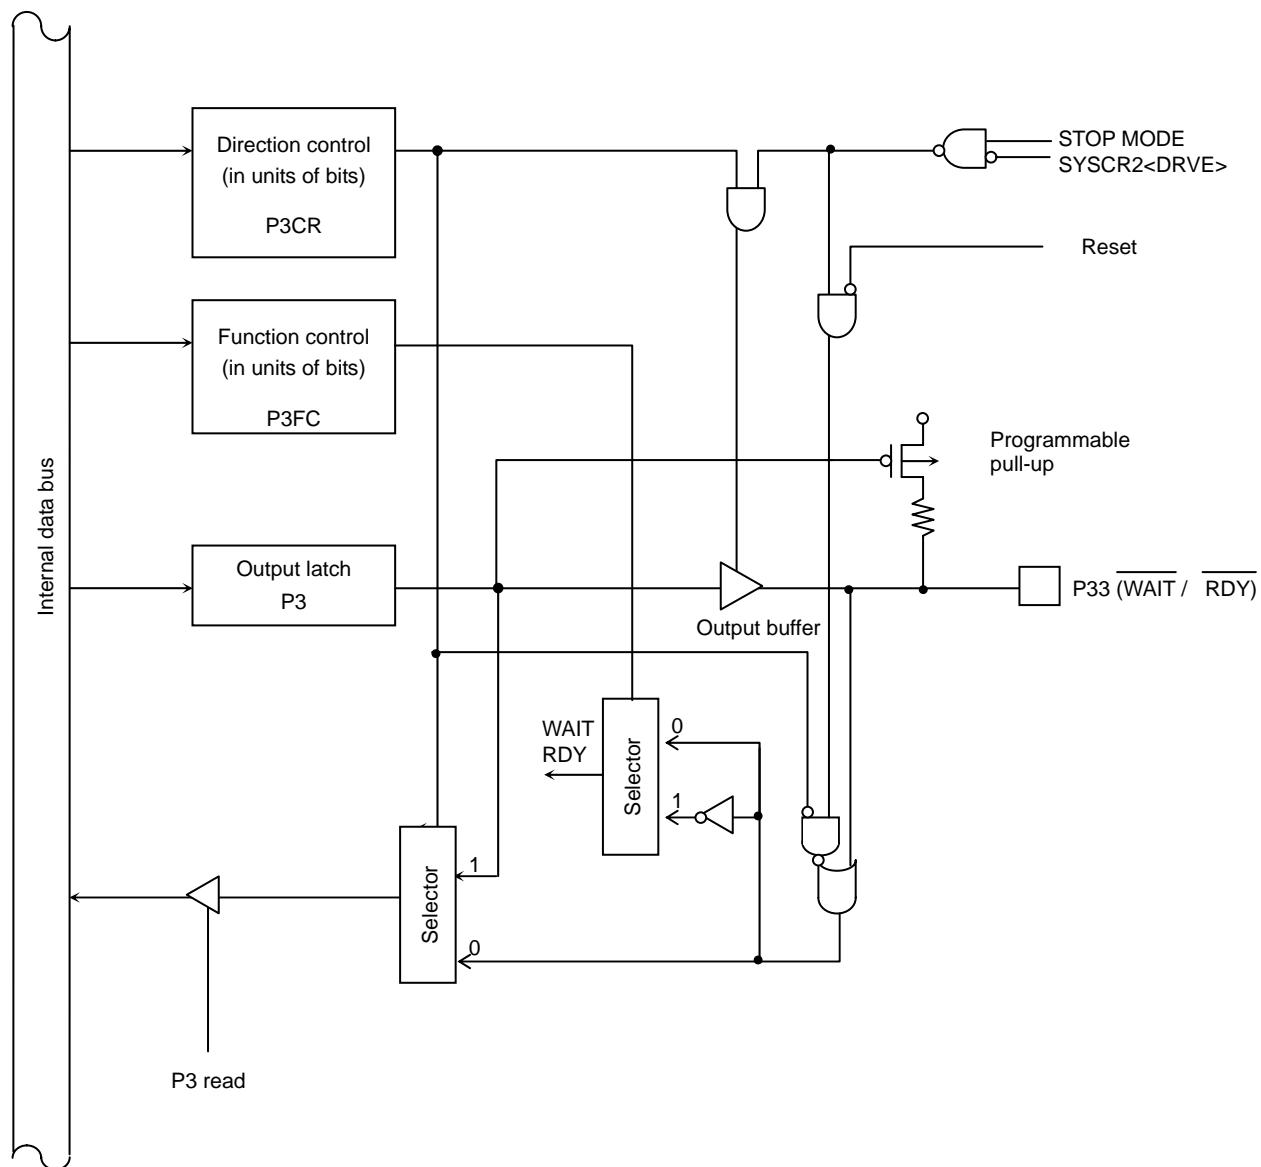 Direction control
(in units of bits)
P3CR
STOP MODE
SYSCR2<DRVE>
Reset
Function control
(in units of bits)
P3FC
Programmable
pull-up
Internal data bus
Output latch
P3
P33 (WAIT / RDY)
Output buffer
WAIT
RDY
Selector
0
1
Selector
1
0
P3 read